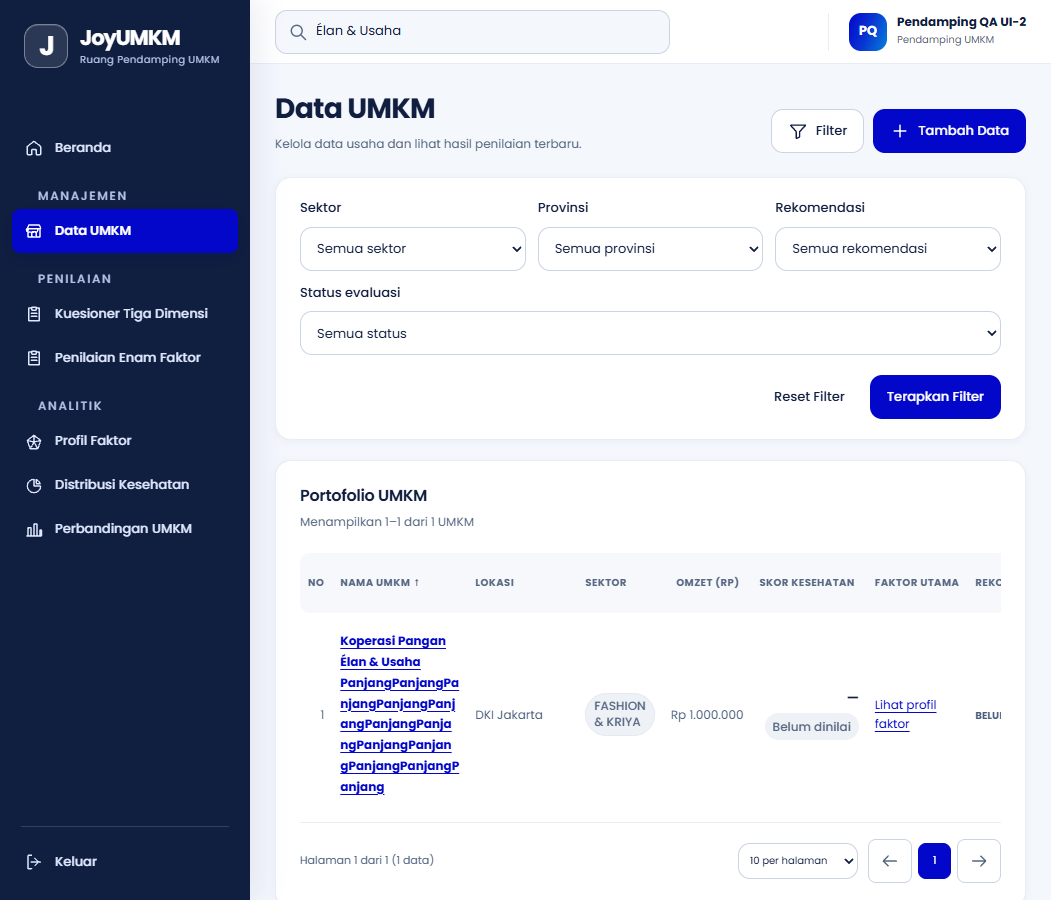 J
JoyUMKM
Ruang Pendamping UMKM
Beranda
MANAJEMEN
Data UMKM
PENILAIAN
Kuesioner Tiga Dimensi
Penilaian Enam Faktor
ANALITIK
Profil Faktor
Distribusi Kesehatan
Perbandingan UMKM
Keluar
Élan & Usaha
PQ
Pendamping QA UI-2
Pendamping UMKM
Data UMKM
Kelola data usaha dan lihat hasil penilaian terbaru.
Filter
Tambah Data
Sektor
Provinsi
Rekomendasi
Semua sektor
Semua provinsi
Semua rekomendasi
Status evaluasi
Semua status
Reset Filter
Terapkan Filter
Portofolio UMKM
Menampilkan 1–1 dari 1 UMKM
NO NAMA UMKM ↑ LOKASI SEKTOR OMZET (RP) SKOR KESEHATAN FAKTOR UTAMA
1
Koperasi Pangan
Élan & Usaha
PanjangPanjangPa
njangPanjangPanj
angPanjangPanja
ngPanjangPanjan
gPanjangPanjangP
anjang
DKI Jakarta
FASHION
& KRIYA
Rp 1.000.000
—
Belum dinilai
Lihat profil
faktor
Halaman 1 dari 1 (1 data)
10 per halaman
← 1 →